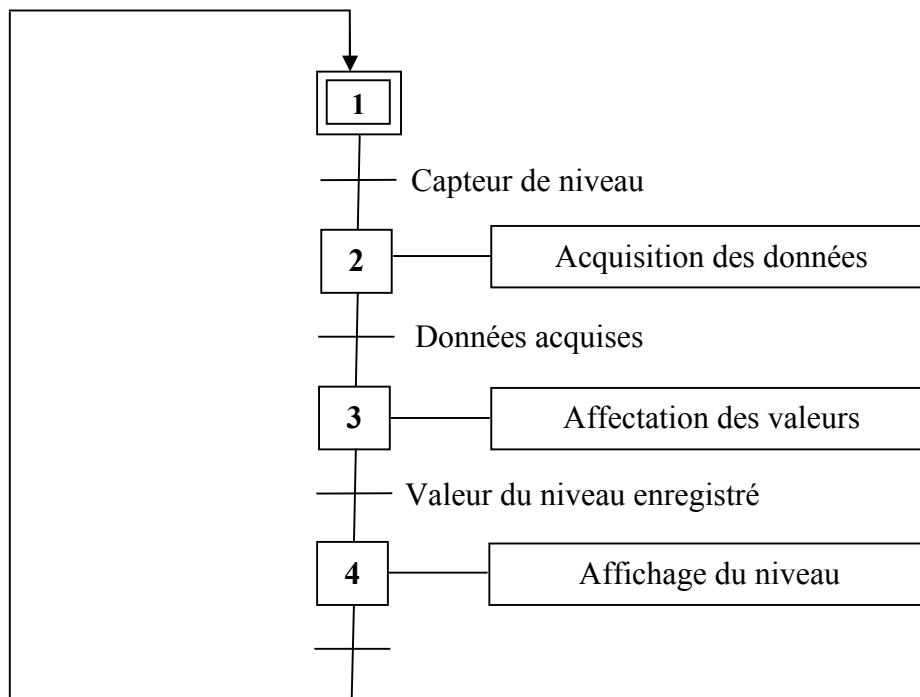 1
Capteur de niveau
2
Acquisition des données
Données acquises
3
Affectation des valeurs
Valeur du niveau enregistré
4
Affichage du niveau